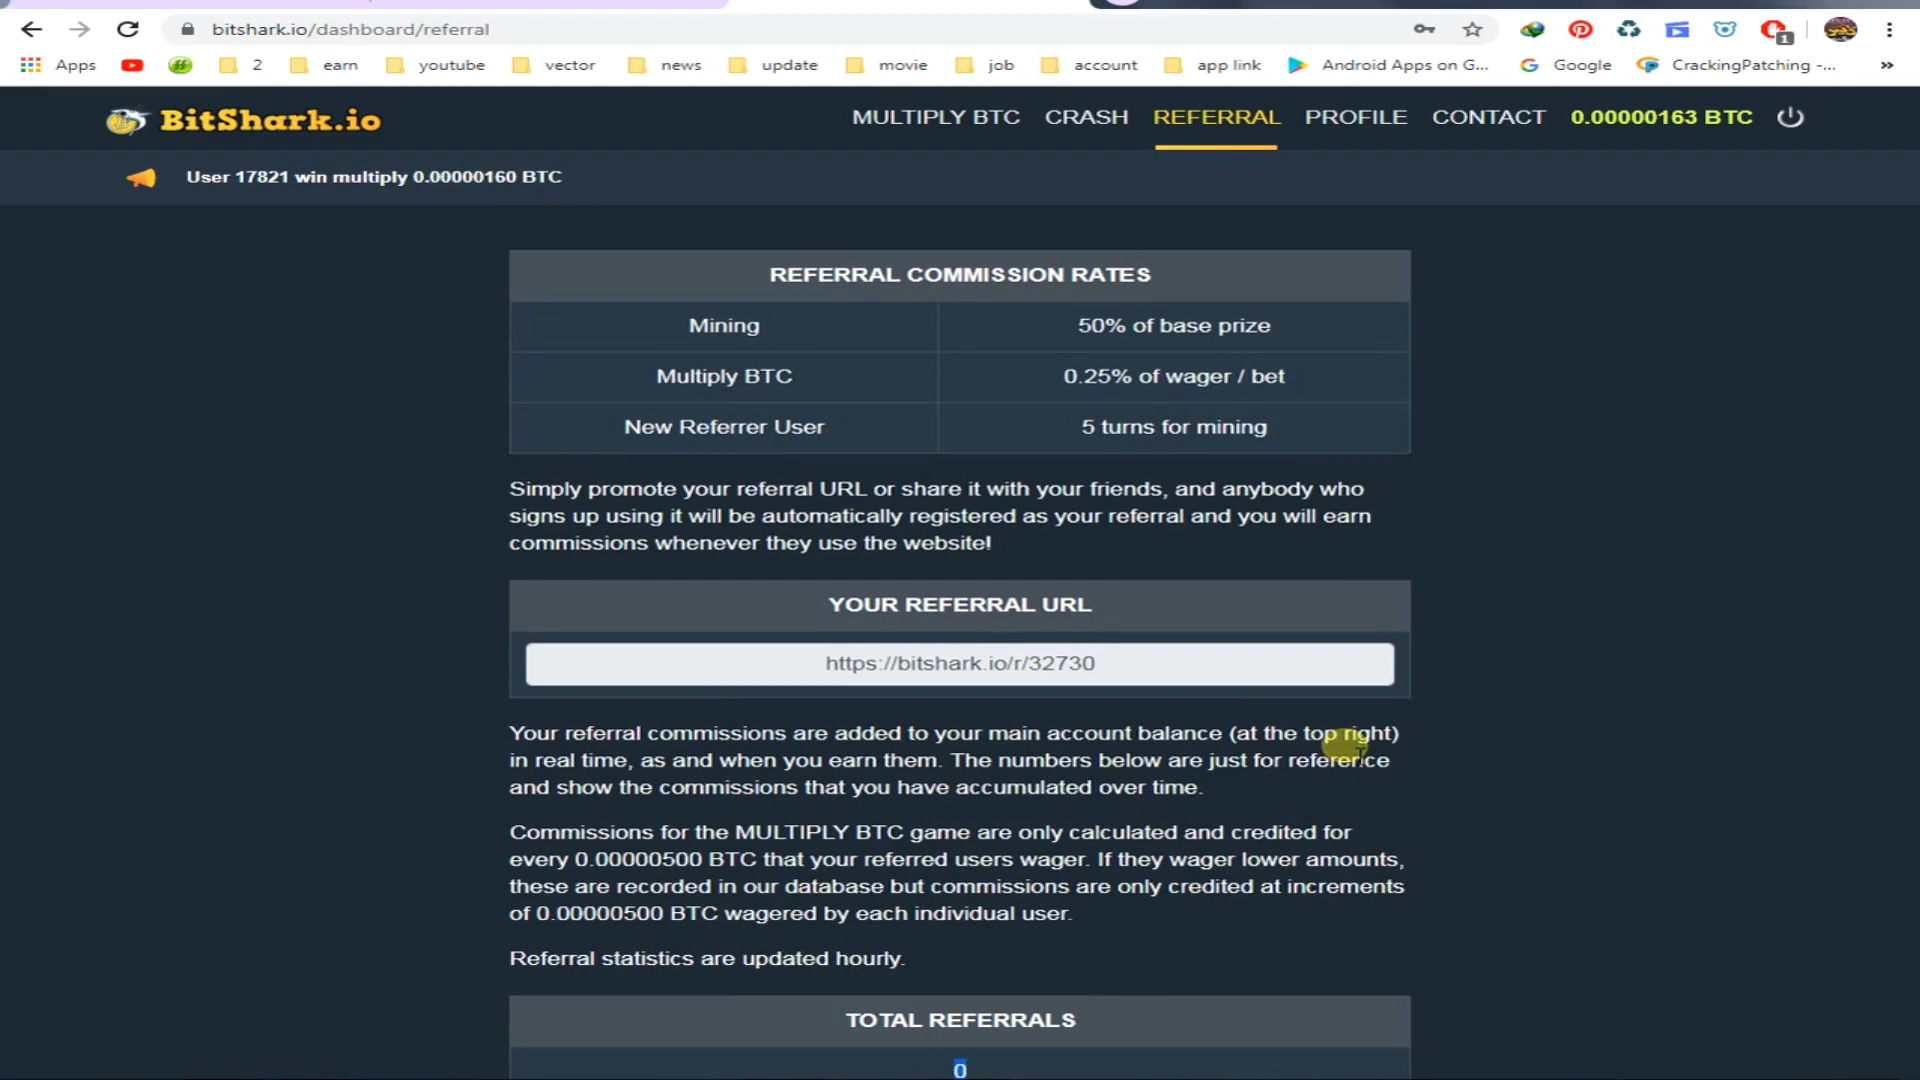 bitshark.io/dashboard/referral
1
Apps
2
earn
youtube
vector
news
update
movie
job
account
app link
Android Apps on G...
Google
CrackingPatching -...
»
BitShark.io
MULTIPLY BTC CRASH REFERRAL PROFILE CONTACT 0.00000163 BTC
User 17821 win multiply 0.00000160 BTC
REFERRAL COMMISSION RATES
Mining 50% of base prize
Multiply BTC 0.25% of wager / bet
New Referrer User 5 turns for mining
Simply promote your referral URL or share it with your friends, and anybody who
signs up using it will be automatically registered as your referral and you will earn
commissions whenever they use the website!
YOUR REFERRAL URL
https://bitshark.io/r/32730
Your referral commissions are added to your main account balance (at the top right)
in real time, as and when you earn them. The numbers below are just for reference
and show the commissions that you have accumulated over time.
Commissions for the MULTIPLY BTC game are only calculated and credited for
every 0.00000500 BTC that your referred users wager. If they wager lower amounts,
these are recorded in our database but commissions are only credited at increments
of 0.00000500 BTC wagered by each individual user.
Referral statistics are updated hourly.
TOTAL REFERRALS
0